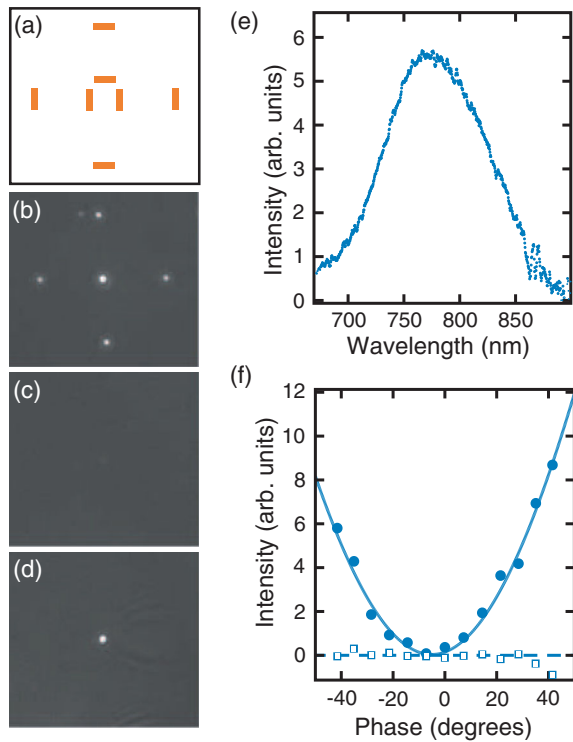 (a)
(b)
(c)
(d)
(e)
Intensity (arb. units)
6
5
4
3
2
1
0
700 750 800 850
Wavelength (nm)
(f)
Intensity (arb. units)
12
10
8
6
4
2
0
-40 -20 0 20 40
Phase (degrees)